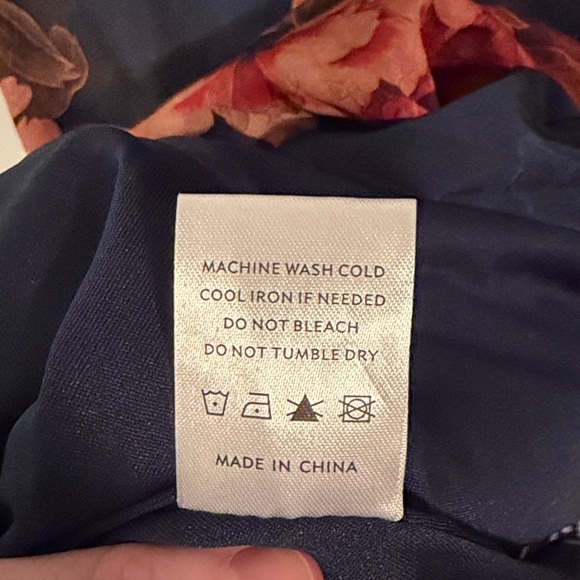 MACHINE WASH COLD
COOL IRON IF NEEDED
DO NOT BLEACH
DO NOT TUMBLE DRY
MADE IN CHINA